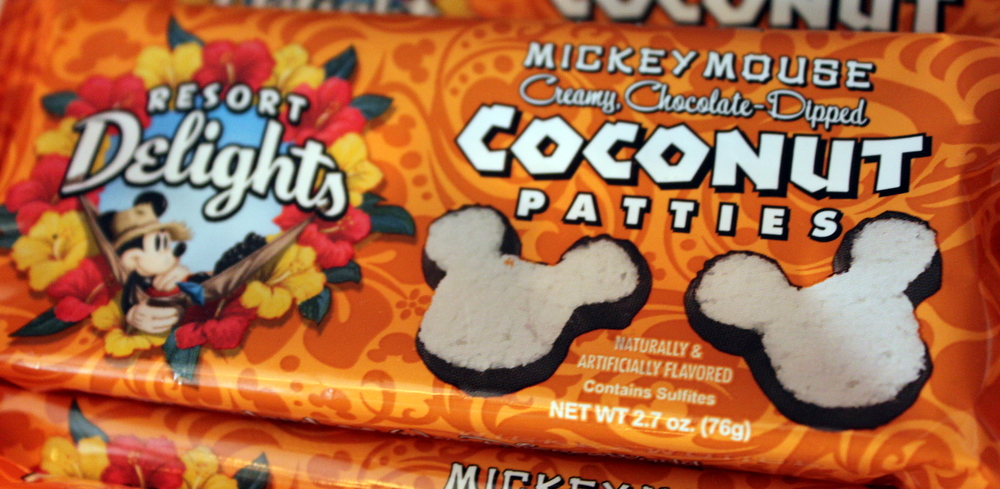 COCONUT
RESORT
Delights
MICKEY MOUSE
Creamy, Chocolate-Dipped
COCONUT
PATTIES
NATURALLY &
ARTIFICIALLY FLAVORED
Contains Sulfites
NET WT 2.7 oz. (76g)
MICKEY